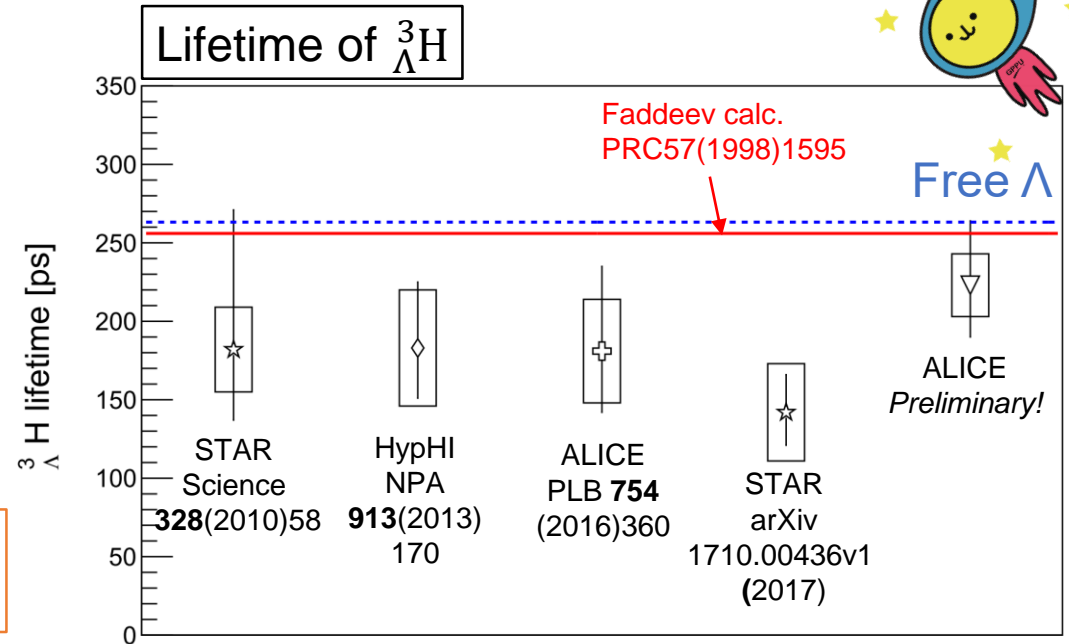 Lifetime of ³ΛH
350
300
250
200
150
100
50
0
³ΛH lifetime [ps]
Faddeev calc.
PRC57(1998)1595
Free Λ
STAR
Science
328(2010)58
HypHI
NPA
913(2013)
170
ALICE
PLB 754
(2016)360
STAR
arXiv
1710.00436v1
(2017)
ALICE
Preliminary!
GPPU